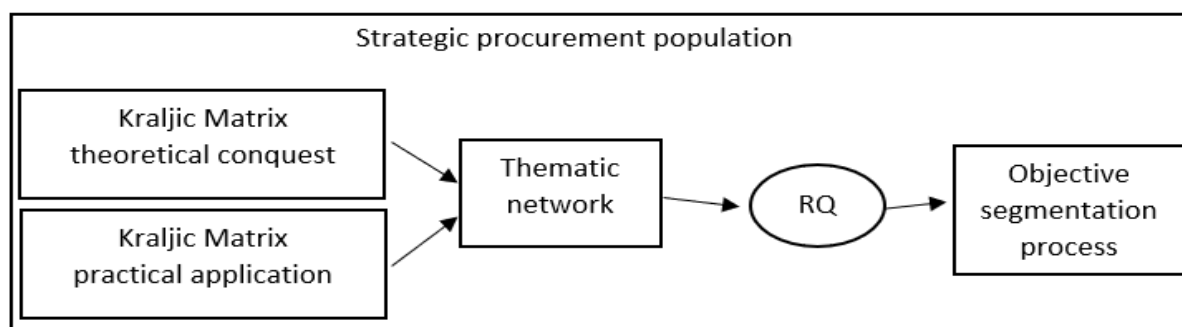 Strategic procurement population
Kraljic Matrix
theoretical conquest
Kraljic Matrix
practical application
Thematic
network
RQ
Objective
segmentation
process